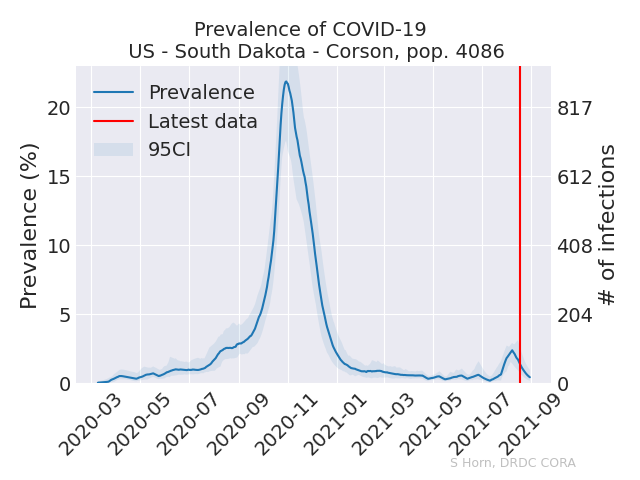 Prevalence of COVID-19
US - South Dakota - Corson, pop. 4086
Prevalence
Latest data
95CI
Prevalence (%)
20
15
10
5
0
817
612
408
204
0
# of infections
2020-03
2020-05
2020-07
2020-09
2020-11
2021-01
2021-03
2021-05
2021-07
2021-09
S Horn, DRDC CORA